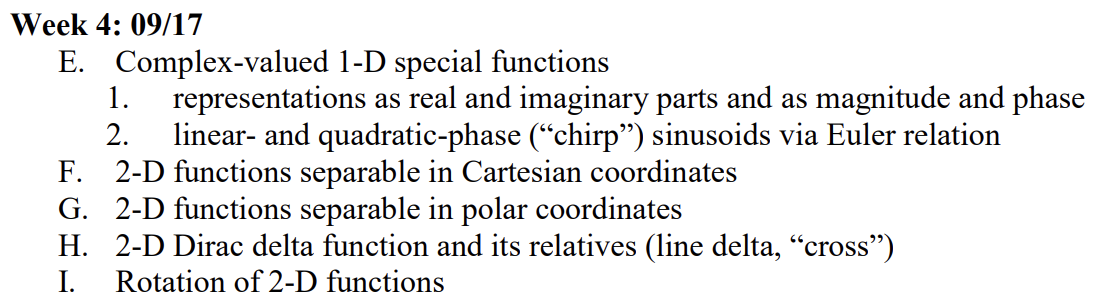 Week 4: 09/17
E. Complex-valued 1-D special functions
1. representations as real and imaginary parts and as magnitude and phase
2. linear- and quadratic-phase (“chirp”) sinusoids via Euler relation
F. 2-D functions separable in Cartesian coordinates
G. 2-D functions separable in polar coordinates
H. 2-D Dirac delta function and its relatives (line delta, “cross”)
I. Rotation of 2-D functions